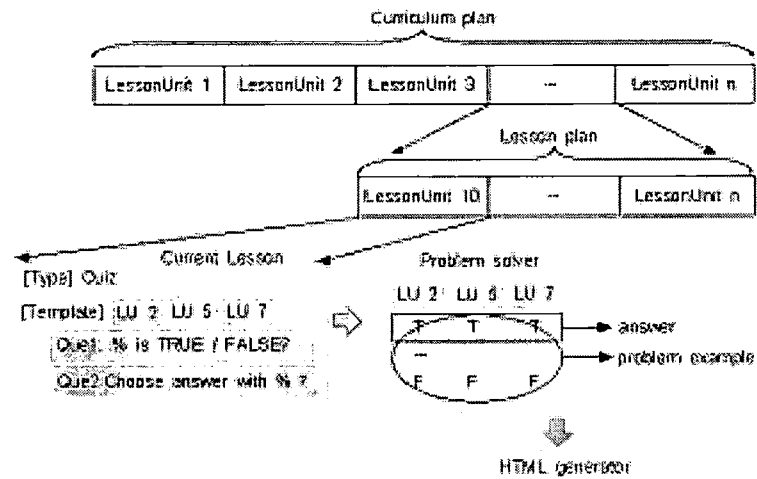 Curriculum plan
LessonUnit 1 LessonUnit 2 LessonUnit 3 -- LessonUnit n
Lesson plan
LessonUnit 10 -- LessonUnit n
Current Lesson Problem solver
[Type] Quiz
[Template] LU 2 LU 5 LU 7 LU 2 LU 5 LU 7
T T T answer
Que1. % is TRUE / FALSE?
-- problem example
Que2 Choose answer with % ?
F F F
HTML generator